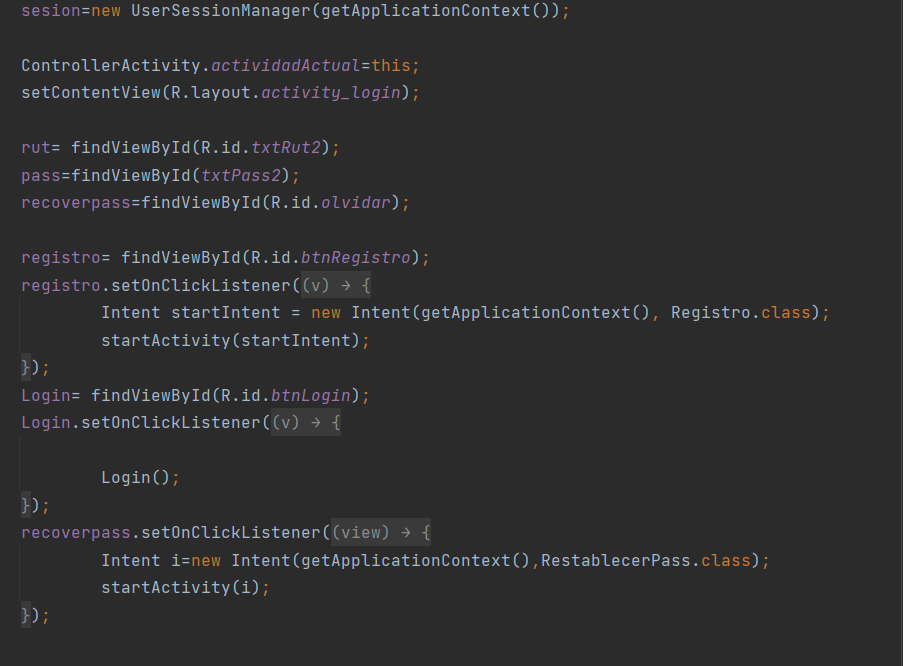 sesion=new UserSessionManager(getApplicationContext());
ControllerActivity.actividadActual=this;
setContentView(R.layout.activity_login);
rut= findViewById(R.id.txtRut2);
pass=findViewById(txtPass2);
recoverpass=findViewById(R.id.olvidar);
registro= findViewById(R.id.btnRegistro);
registro.setOnClickListener((v) → {
Intent startIntent = new Intent(getApplicationContext(), Registro.class);
startActivity(startIntent);
});
Login= findViewById(R.id.btnLogin);
Login.setOnClickListener((v) → {
Login();
});
recoverpass.setOnClickListener((view) → {
Intent i=new Intent(getApplicationContext(),RestablecerPass.class);
startActivity(i);
});